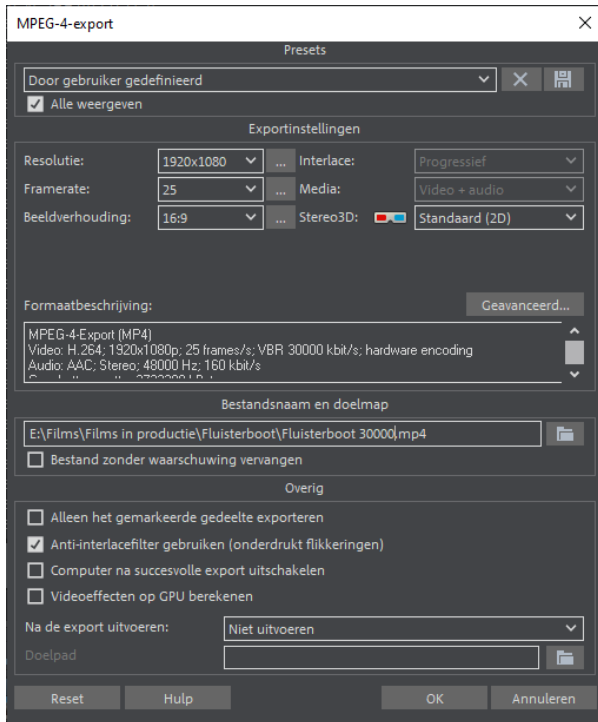 MPEG-4-export
Presets
Door gebruiker gedefinieerd
Alle weergeven
Exportinstellingen
Resolutie: 1920x1080 ... Interlace: Progressief
Framerate: 25 ... Media: Video + audio
Beeldverhouding: 16:9 ... Stereo3D: Standaard (2D)
Formaatbeschrijving: Geavanceerd...
MPEG-4-Export (MP4)
Video: H.264; 1920x1080p; 25 frames/s; VBR 30000 kbit/s; hardware encoding
Audio: AAC; Stereo; 48000 Hz; 160 kbit/s
Bestandsnaam en doelmap
E:\Films\Films in productie\Fluisterboot\Fluisterboot 30000.mp4
Bestand zonder waarschuwing vervangen
Overig
Alleen het gemarkeerde gedeelte exporteren
Anti-interlacefilter gebruiken (onderdrukt flikkeringen)
Computer na succesvolle export uitschakelen
Videoeffecten op GPU berekenen
Na de export uitvoeren: Niet uitvoeren
Doelpad
Reset Hulp OK Annuleren